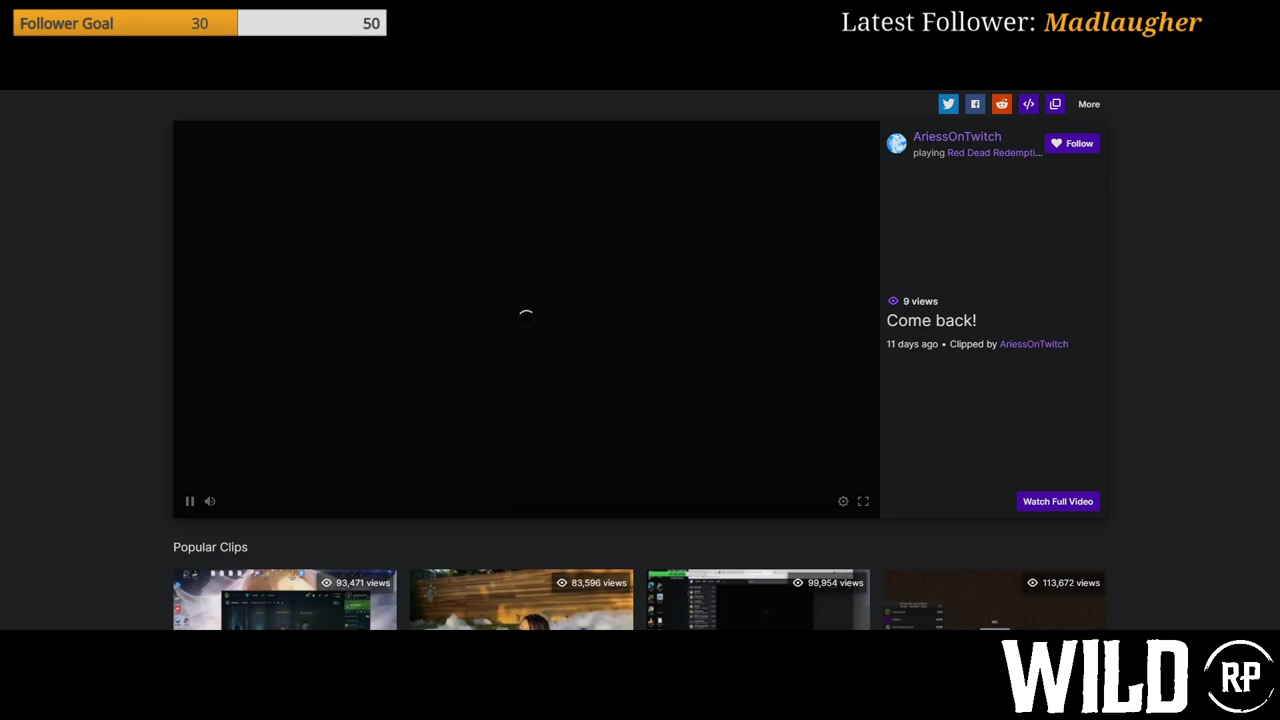 Follower Goal 30 50
Latest Follower: Madlaugher
More
AriessOnTwitch
playing Red Dead Redempti...
Follow
9 views
Come back!
11 days ago • Clipped by AriessOnTwitch
Watch Full Video
Popular Clips
93,471 views
83,596 views
99,954 views
113,672 views
WILD RP